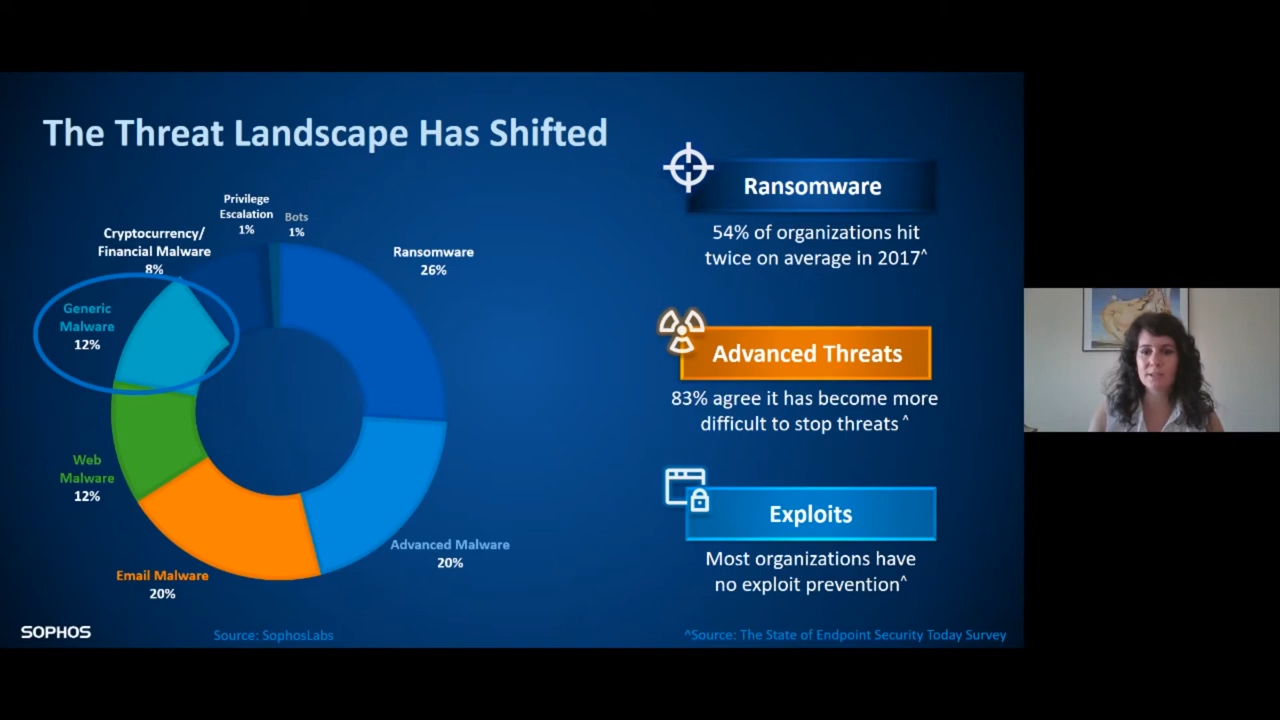 The Threat Landscape Has Shifted
Privilege
Escalation
1%
Bots
1%
Cryptocurrency/
Financial Malware
8%
Ransomware
26%
Generic
Malware
12%
Web
Malware
12%
Advanced Malware
20%
Email Malware
20%
Ransomware
54% of organizations hit
twice on average in 2017^
Advanced Threats
83% agree it has become more
difficult to stop threats ^
Exploits
Most organizations have
no exploit prevention^
SOPHOS
Source: SophosLabs
^Source: The State of Endpoint Security Today Survey